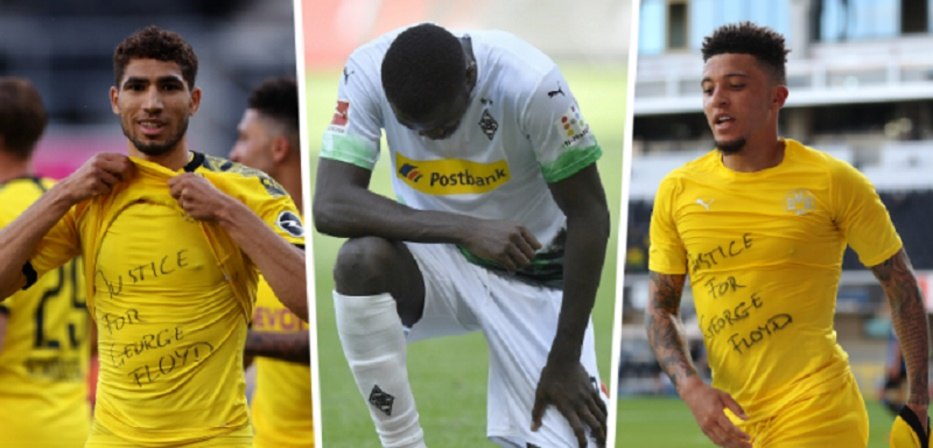 JUSTICE
FOR
GEORGE
FLOYD
Postbank
JUSTICE
FOR
GEORGE
FLOYD